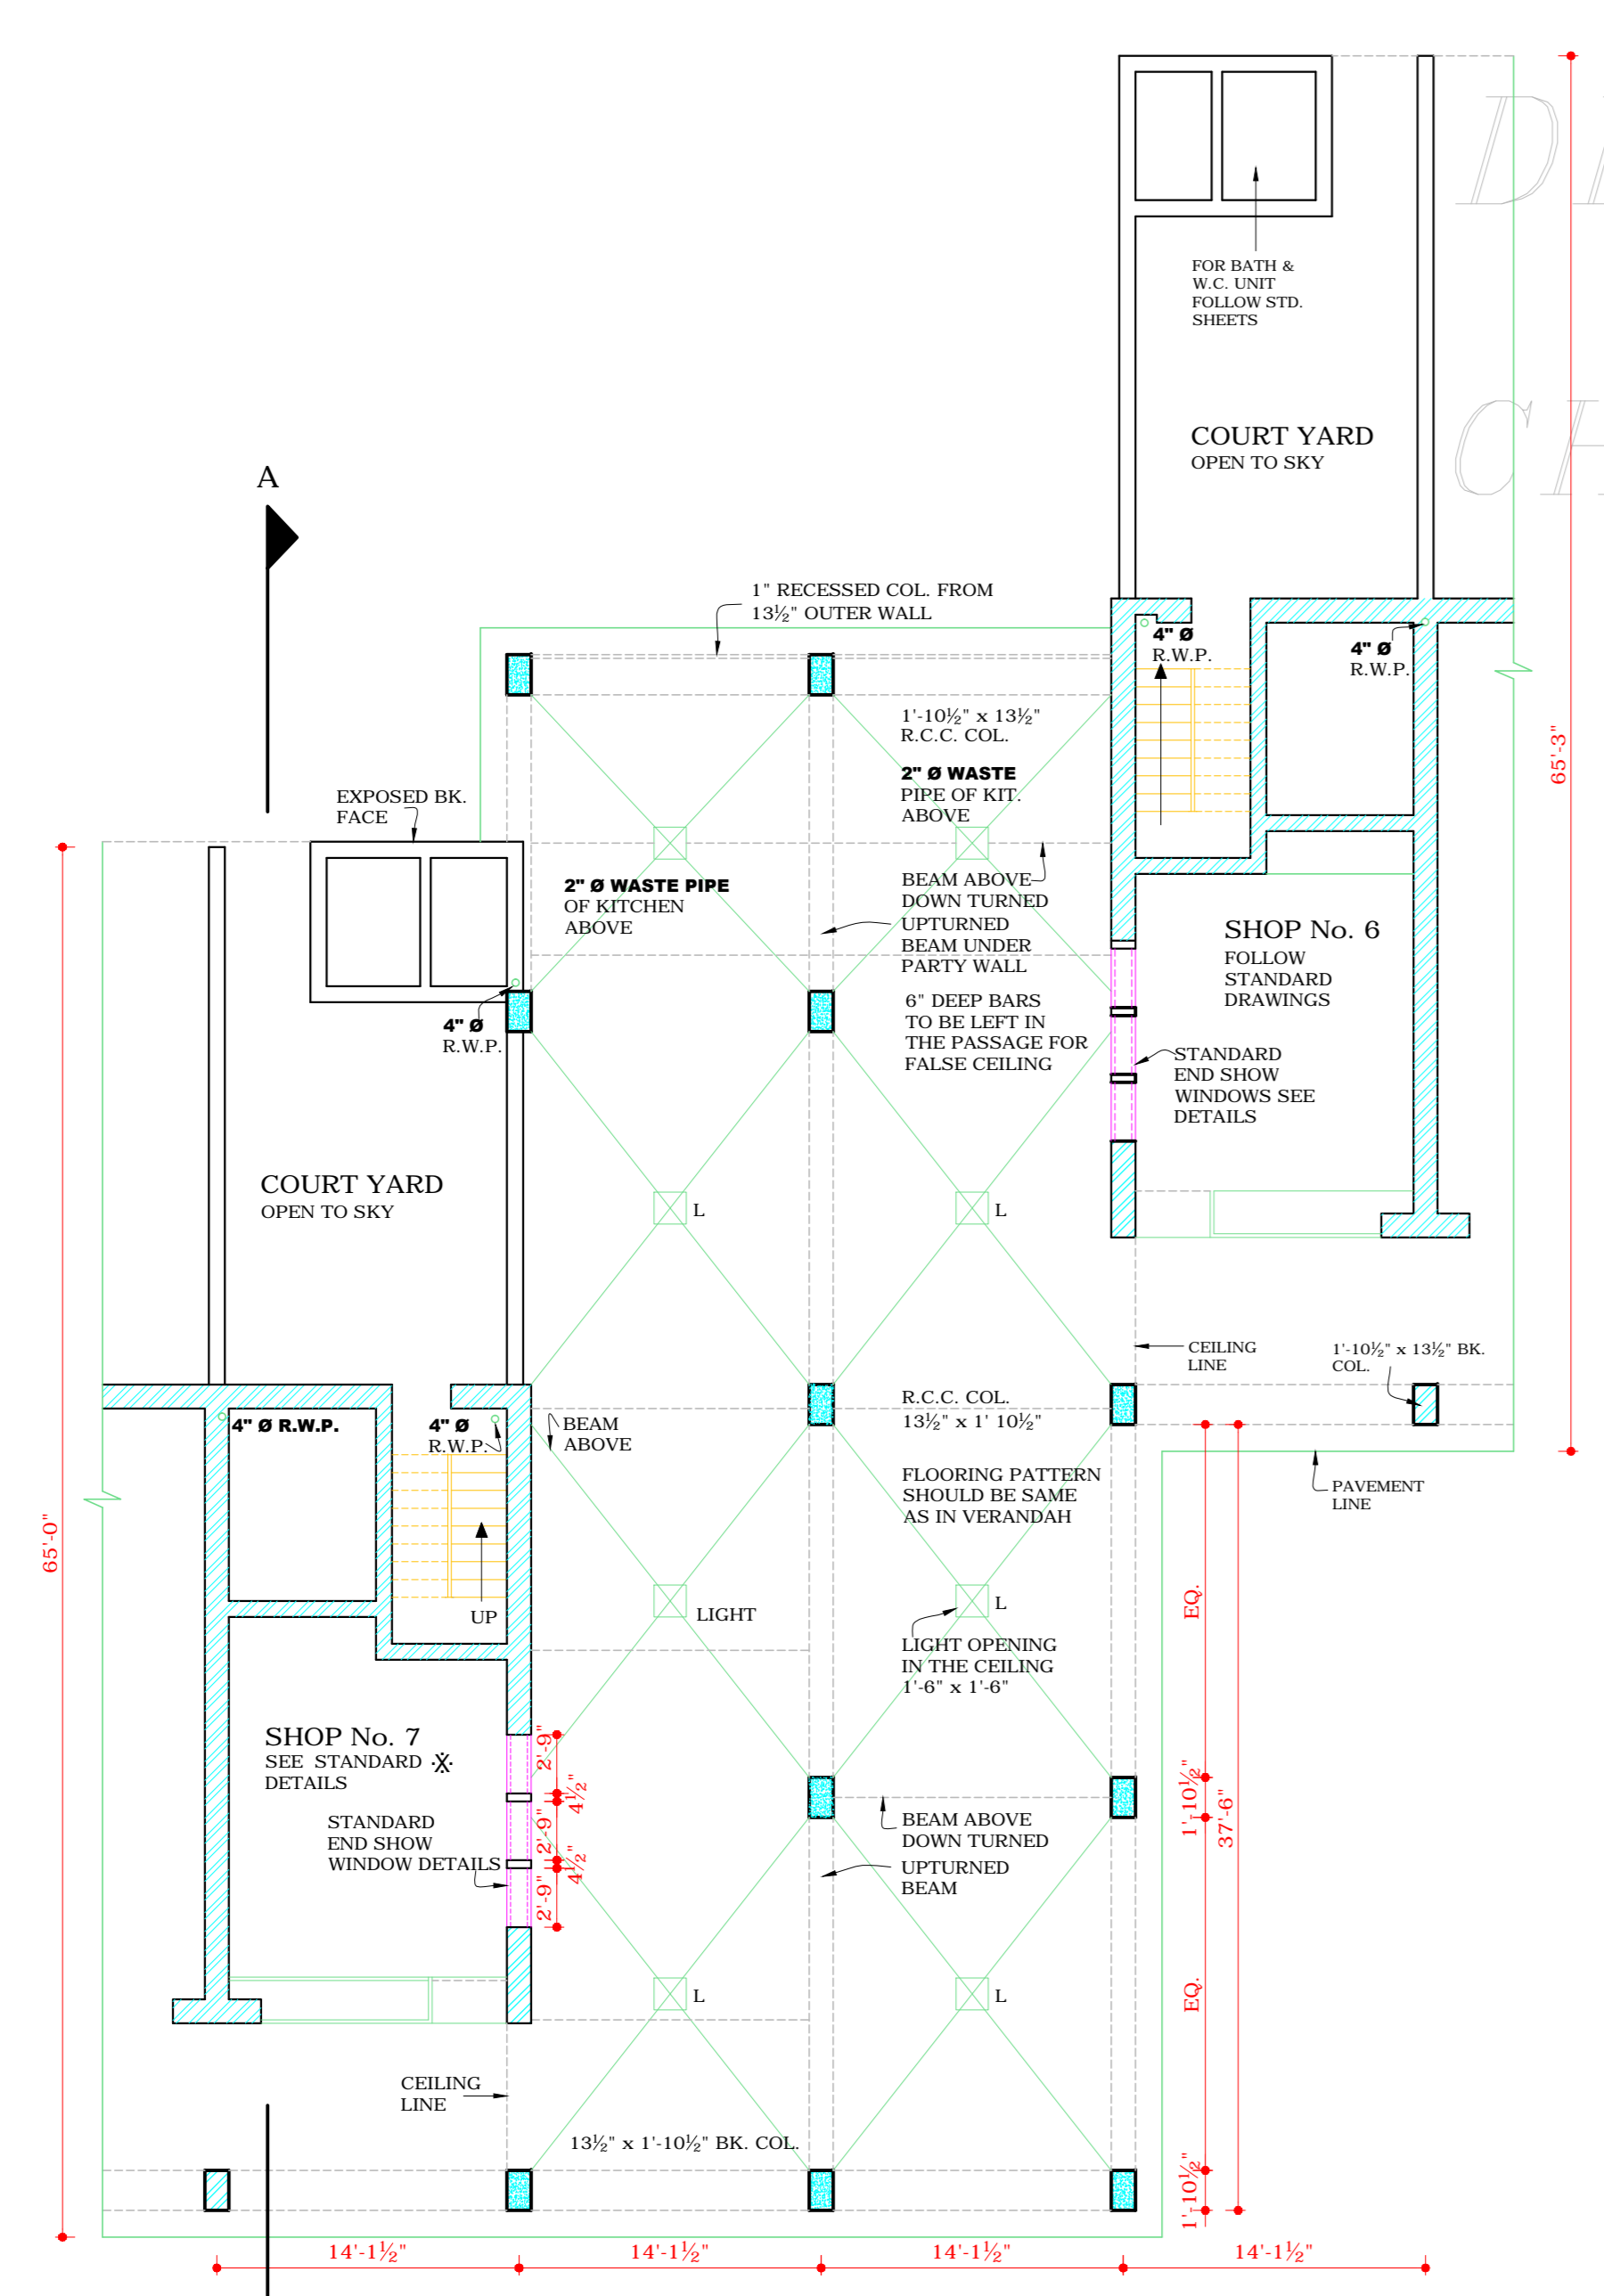 D
C
FOR BATH &
W.C. UNIT
FOLLOW STD.
SHEETS
COURT YARD
OPEN TO SKY
A
1" RECESSED COL. FROM
13½" OUTER WALL
4" Ø
R.W.P.
4" Ø
R.W.P.
65'-3"
1'-10½" x 13½"
R.C.C. COL.
2" Ø WASTE
PIPE OF KIT.
ABOVE
EXPOSED BK.
FACE
2" Ø WASTE PIPE
OF KITCHEN
ABOVE
BEAM ABOVE
DOWN TURNED
UPTURNED
BEAM UNDER
PARTY WALL
SHOP No. 6
FOLLOW
STANDARD
DRAWINGS
6" DEEP BARS
TO BE LEFT IN
THE PASSAGE FOR
FALSE CEILING
4" Ø
R.W.P.
STANDARD
END SHOW
WINDOWS SEE
DETAILS
COURT YARD
OPEN TO SKY
L
L
CEILING
LINE
1'-10½" x 13½" BK.
COL.
R.C.C. COL.
13½" x 1' 10½"
4" Ø R.W.P.
4" Ø
R.W.P.
BEAM
ABOVE
FLOORING PATTERN
SHOULD BE SAME
AS IN VERANDAH
PAVEMENT
LINE
65'-0"
EQ.
UP
LIGHT
L
LIGHT OPENING
IN THE CEILING
1'-6" x 1'-6"
SHOP No. 7
SEE STANDARD
DETAILS
2'-9"
4½"
2'-9"
4½"
2'-9"
STANDARD
END SHOW
WINDOW DETAILS
BEAM ABOVE
DOWN TURNED
UPTURNED
BEAM
1'-10½"
37'-6"
L
L
EQ.
CEILING
LINE
13½" x 1'-10½" BK. COL.
1'-10½"
14'-1½"
14'-1½"
14'-1½"
14'-1½"